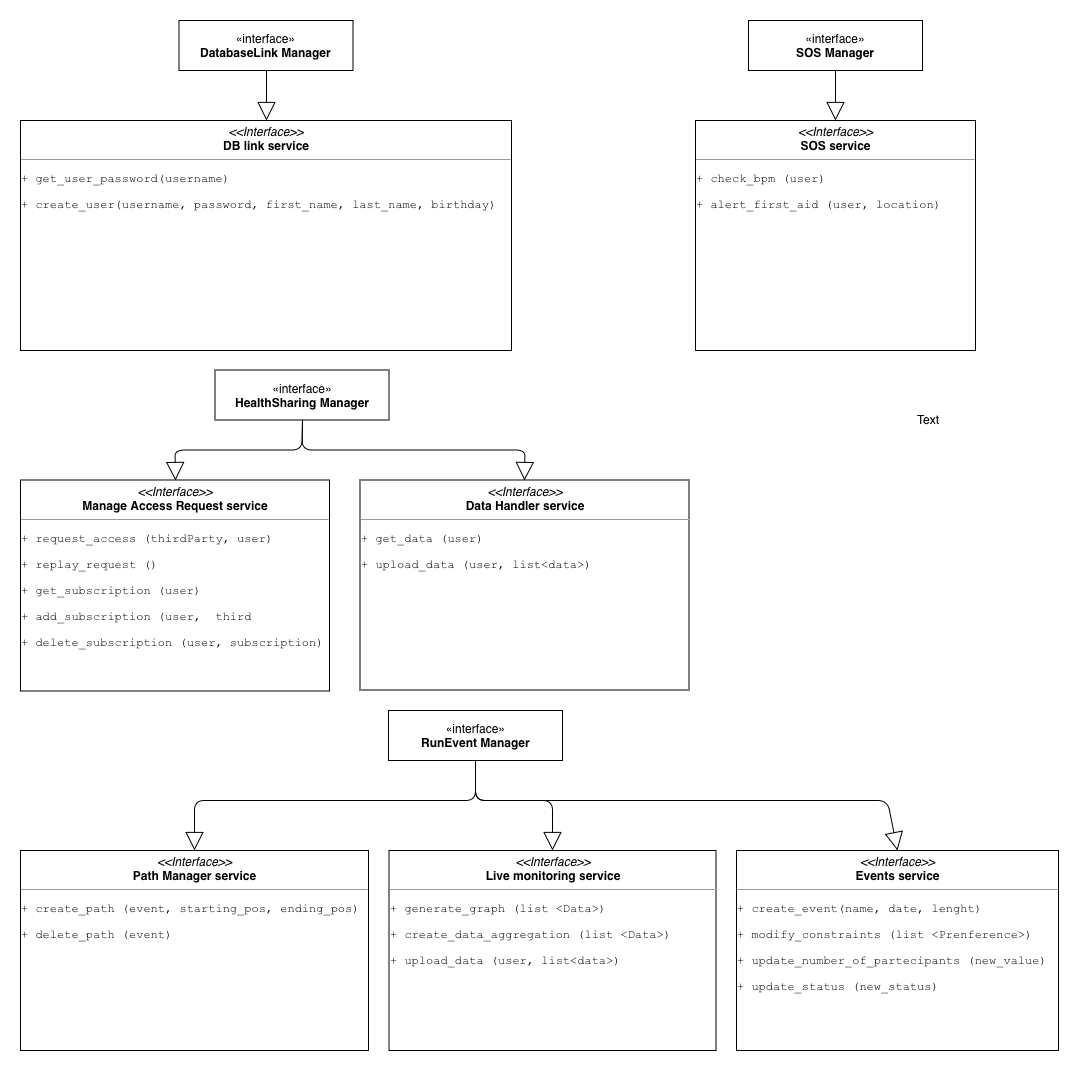 «interface»
DatabaseLink Manager
«interface»
SOS Manager
<<Interface>>
DB link service
+ get_user_password(username)
+ create_user(username, password, first_name, last_name, birthday)
<<Interface>>
SOS service
+ check_bpm (user)
+ alert_first_aid (user, location)
«interface»
HealthSharing Manager
Text
<<Interface>>
Manage Access Request service
+ request_access (thirdParty, user)
+ replay_request ()
+ get_subscription (user)
+ add_subscription (user,  third
+ delete_subscription (user, subscription)
<<Interface>>
Data Handler service
+ get_data (user)
+ upload_data (user, list<data>)
«interface»
RunEvent Manager
<<Interface>>
Path Manager service
+ create_path (event, starting_pos, ending_pos)
+ delete_path (event)
<<Interface>>
Live monitoring service
+ generate_graph (list <Data>)
+ create_data_aggregation (list <Data>)
+ upload_data (user, list<data>)
<<Interface>>
Events service
+ create_event(name, date, lenght)
+ modify_constraints (list <Prenference>)
+ update_number_of_partecipants (new_value)
+ update_status (new_status)